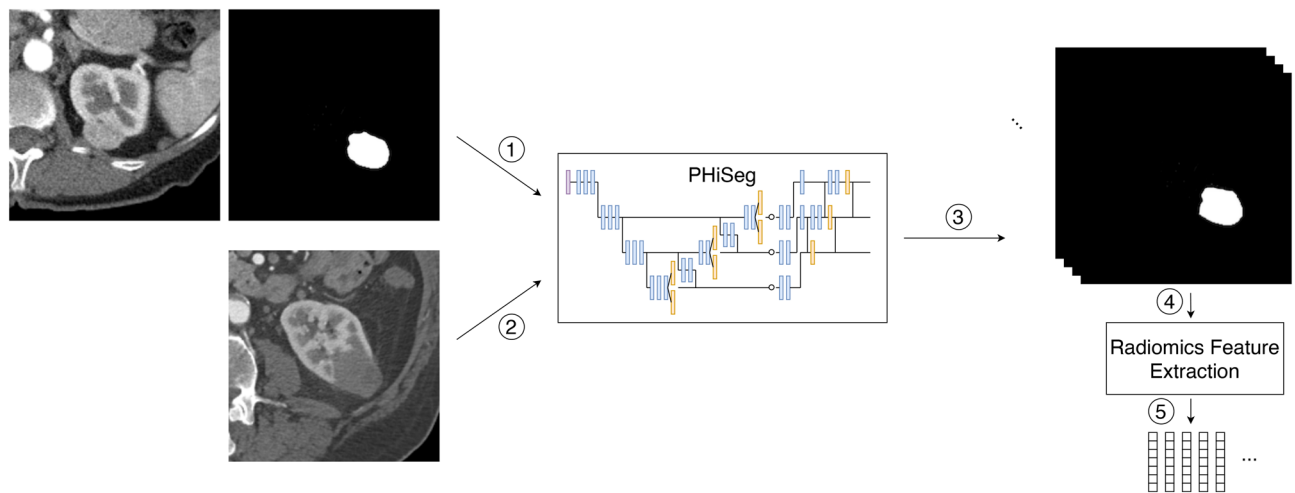 ①
PHiSeg
③
②
④
Radiomics Feature
Extraction
⑤
...